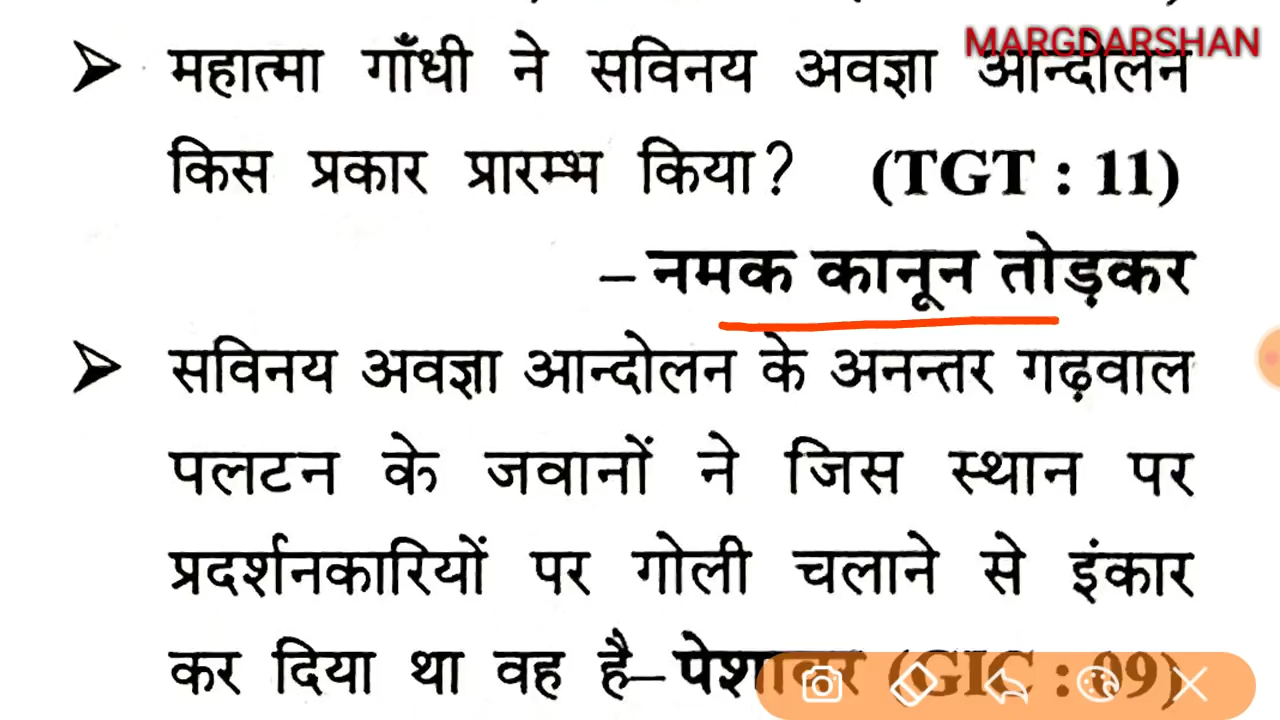 MARGDARSHAN
➢ महात्मा गाँधी ने सविनय अवज्ञा आन्दोलन
किस प्रकार प्रारम्भ किया? (TGT : 11)
– नमक कानून तोड़कर
➢ सविनय अवज्ञा आन्दोलन के अनन्तर गढ़वाल
पलटन के जवानों ने जिस स्थान पर
प्रदर्शनकारियों पर गोली चलाने से इंकार
कर दिया था वह है– पेशावर (GIC : 09)